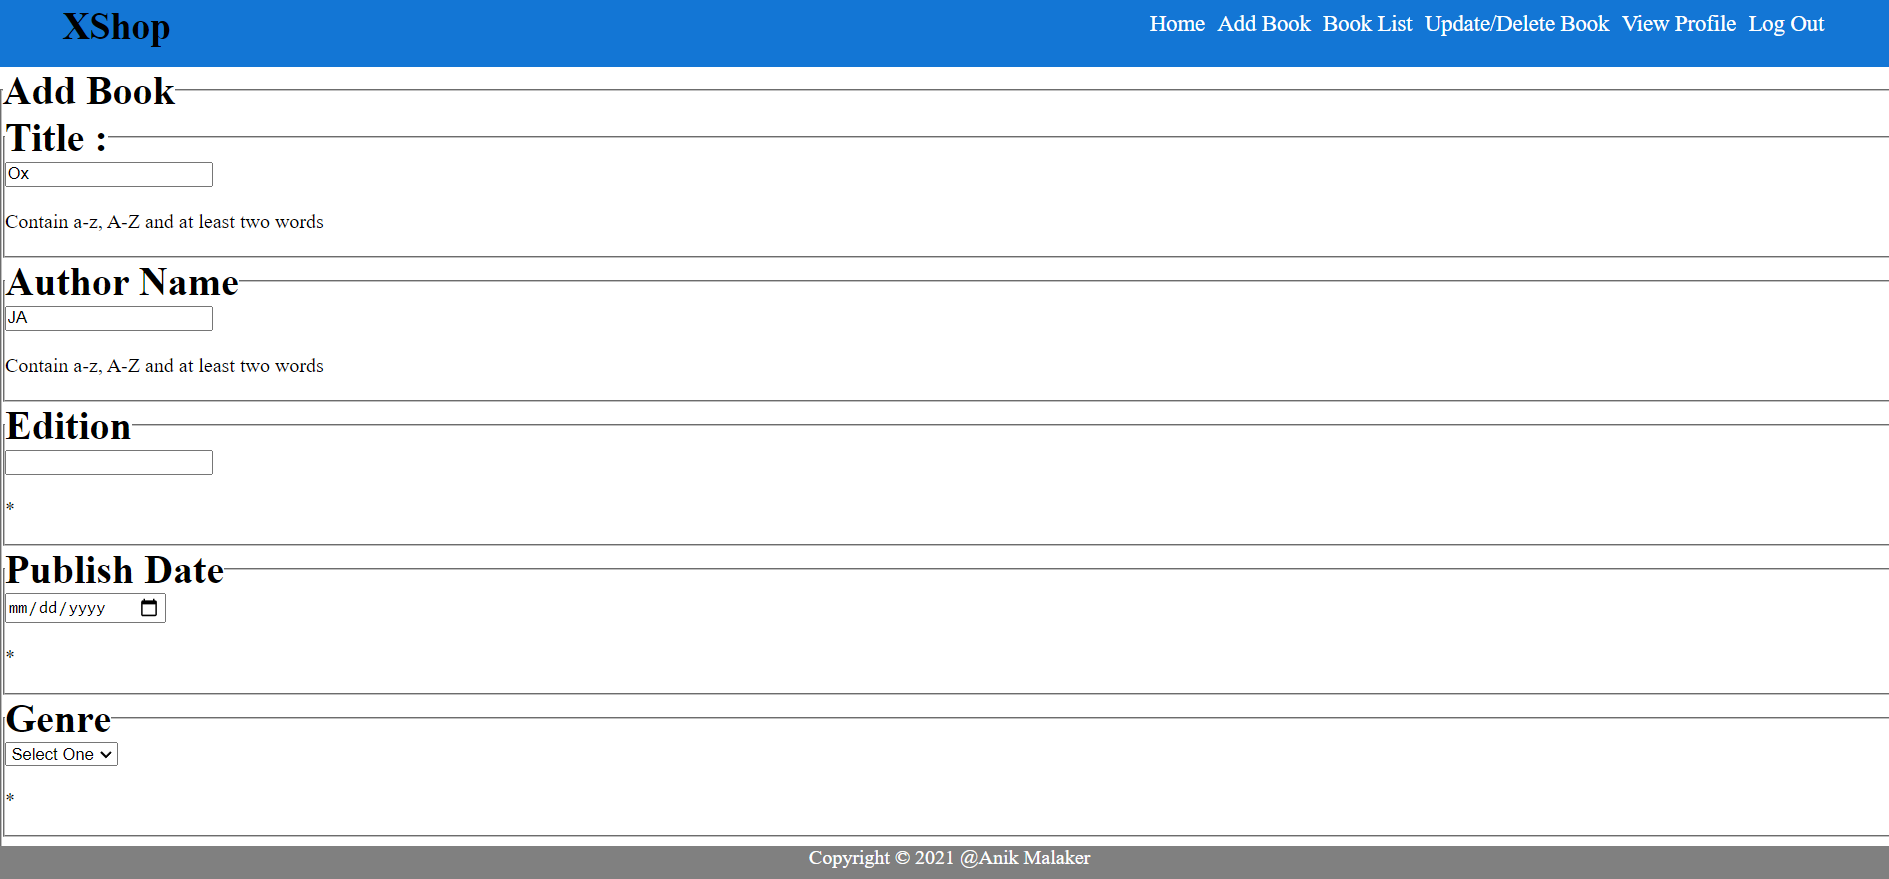 XShop
Home Add Book Book List Update/Delete Book View Profile Log Out
Add Book
Title :
Ox
Contain a-z, A-Z and at least two words
Author Name
JA
Contain a-z, A-Z and at least two words
Edition
*
Publish Date
mm/dd/yyyy
*
Genre
Select One
*
Copyright © 2021 @Anik Malaker